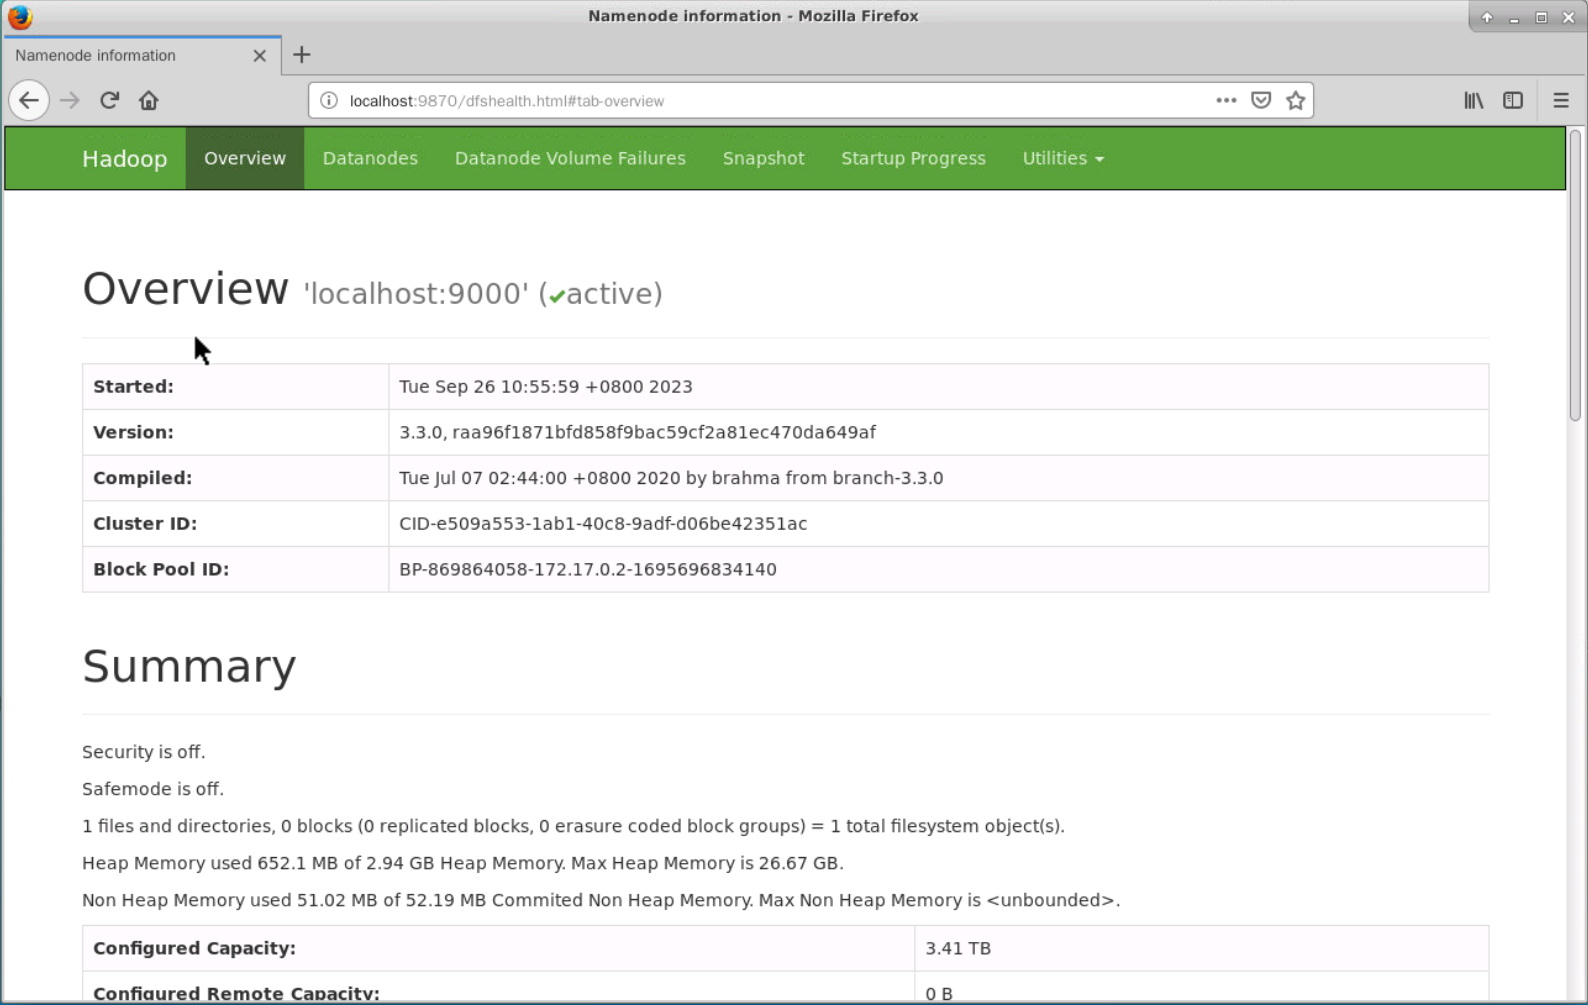 Namenode information - Mozilla Firefox
Namenode information
localhost:9870/dfshealth.html#tab-overview
Hadoop Overview Datanodes Datanode Volume Failures Snapshot Startup Progress Utilities
Overview 'localhost:9000' (✔active)
Started: Tue Sep 26 10:55:59 +0800 2023
Version: 3.3.0, raa96f1871bfd858f9bac59cf2a81ec470da649af
Compiled: Tue Jul 07 02:44:00 +0800 2020 by brahma from branch-3.3.0
Cluster ID: CID-e509a553-1ab1-40c8-9adf-d06be42351ac
Block Pool ID: BP-869864058-172.17.0.2-1695696834140
Summary
Security is off.
Safemode is off.
1 files and directories, 0 blocks (0 replicated blocks, 0 erasure coded block groups) = 1 total filesystem object(s).
Heap Memory used 652.1 MB of 2.94 GB Heap Memory. Max Heap Memory is 26.67 GB.
Non Heap Memory used 51.02 MB of 52.19 MB Commited Non Heap Memory. Max Non Heap Memory is <unbounded>.
Configured Capacity: 3.41 TB
Configured Remote Capacity: 0 B